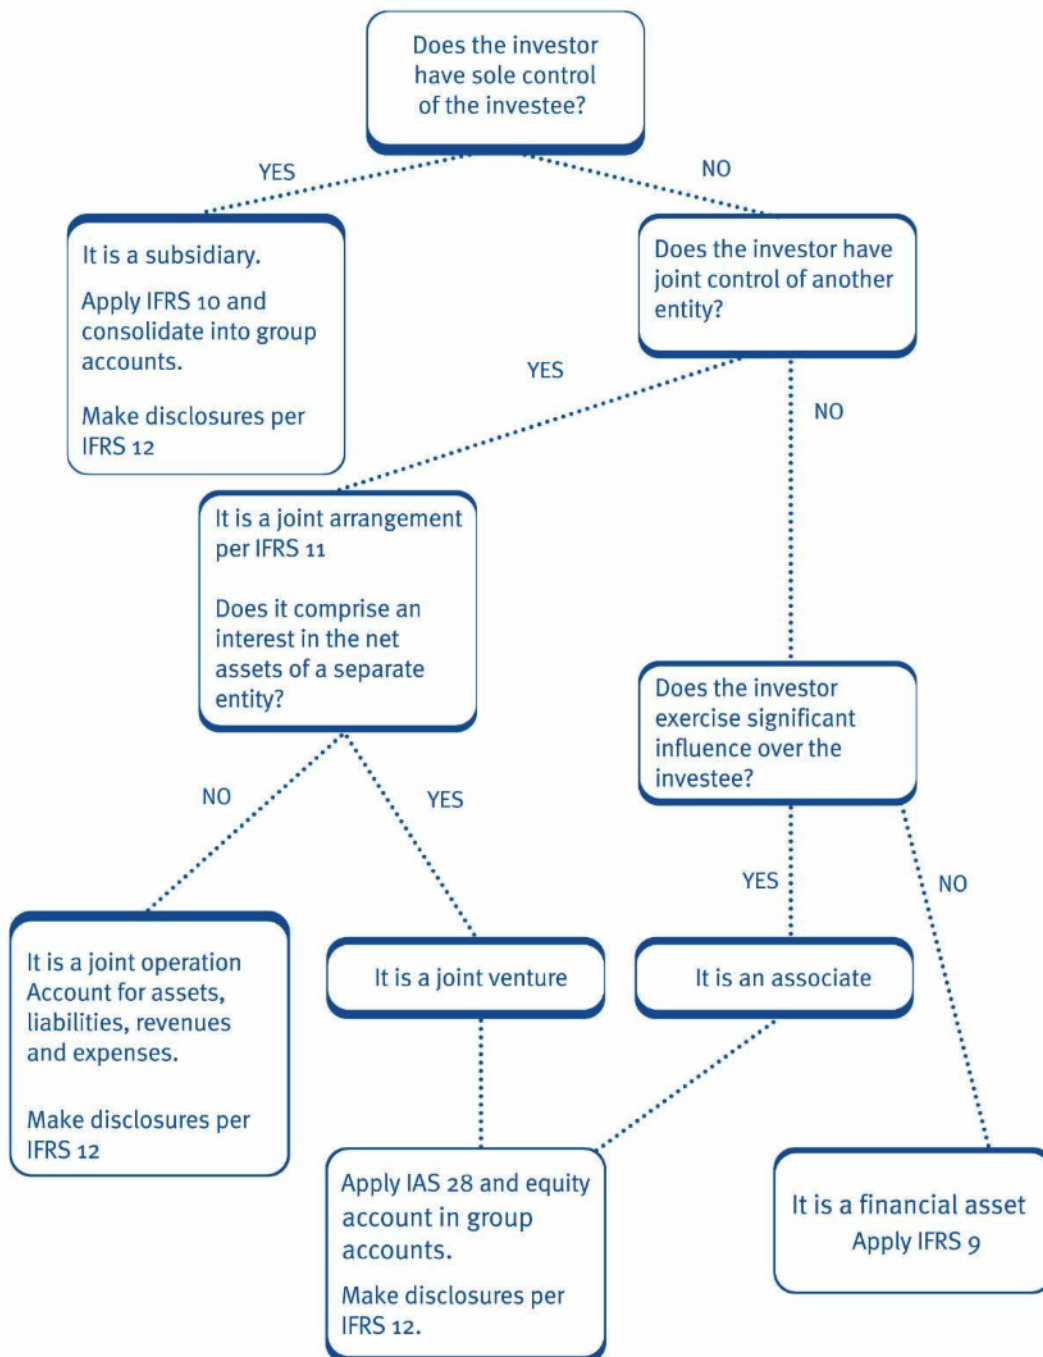 Does the investor
have sole control
of the investee?
YES
NO
It is a subsidiary.
Apply IFRS 10 and
consolidate into group
accounts.
Make disclosures per
IFRS 12
Does the investor have
joint control of another
entity?
YES
NO
It is a joint arrangement
per IFRS 11
Does it comprise an
interest in the net
assets of a separate
entity?
Does the investor
exercise significant
influence over the
investee?
NO
YES
YES
NO
It is a joint operation
Account for assets,
liabilities, revenues
and expenses.
Make disclosures per
IFRS 12
It is a joint venture
It is an associate
Apply IAS 28 and equity
account in group
accounts.
Make disclosures per
IFRS 12.
It is a financial asset
Apply IFRS 9